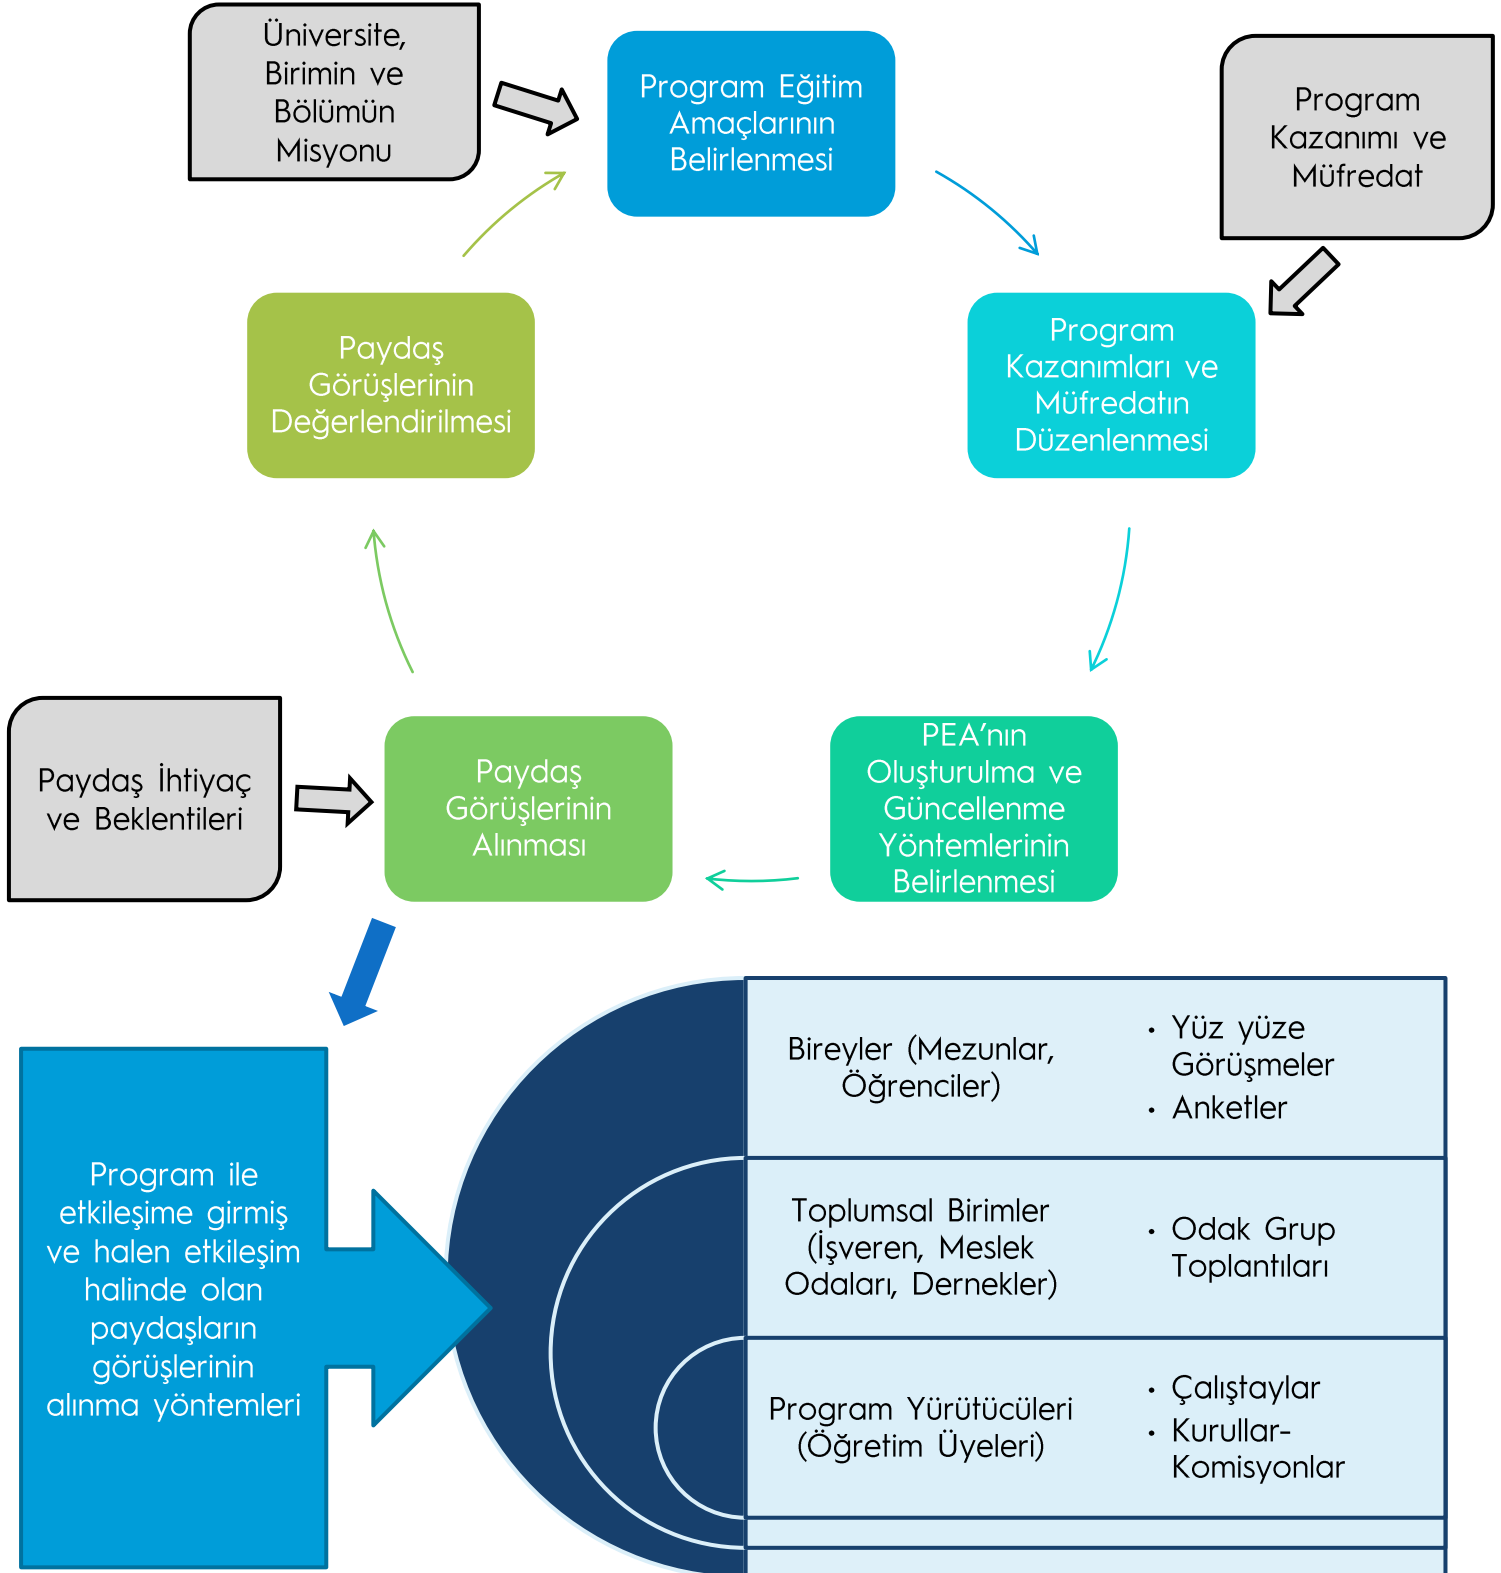 Üniversite,
Birimin ve
Bölümün
Misyonu
Program Eğitim
Amaçlarının
Belirlenmesi
Program
Kazanımı ve
Müfredat
Program
Kazanımları ve
Müfredatın
Düzenlenmesi
Paydaş
Görüşlerinin
Değerlendirilmesi
Paydaş İhtiyaç
ve Beklentileri
Paydaş
Görüşlerinin
Alınması
PEA'nın
Oluşturulma ve
Güncellenme
Yöntemlerinin
Belirlenmesi
Program ile
etkileşime girmiş
ve halen etkileşim
halinde olan
paydaşların
görüşlerinin
alınma yöntemleri
Bireyler (Mezunlar,
Öğrenciler)
• Yüz yüze
Görüşmeler
• Anketler
Toplumsal Birimler
(İşveren, Meslek
Odaları, Dernekler)
• Odak Grup
Toplantıları
Program Yürütücüleri
(Öğretim Üyeleri)
• Çalıştaylar
• Kurullar-
Komisyonlar